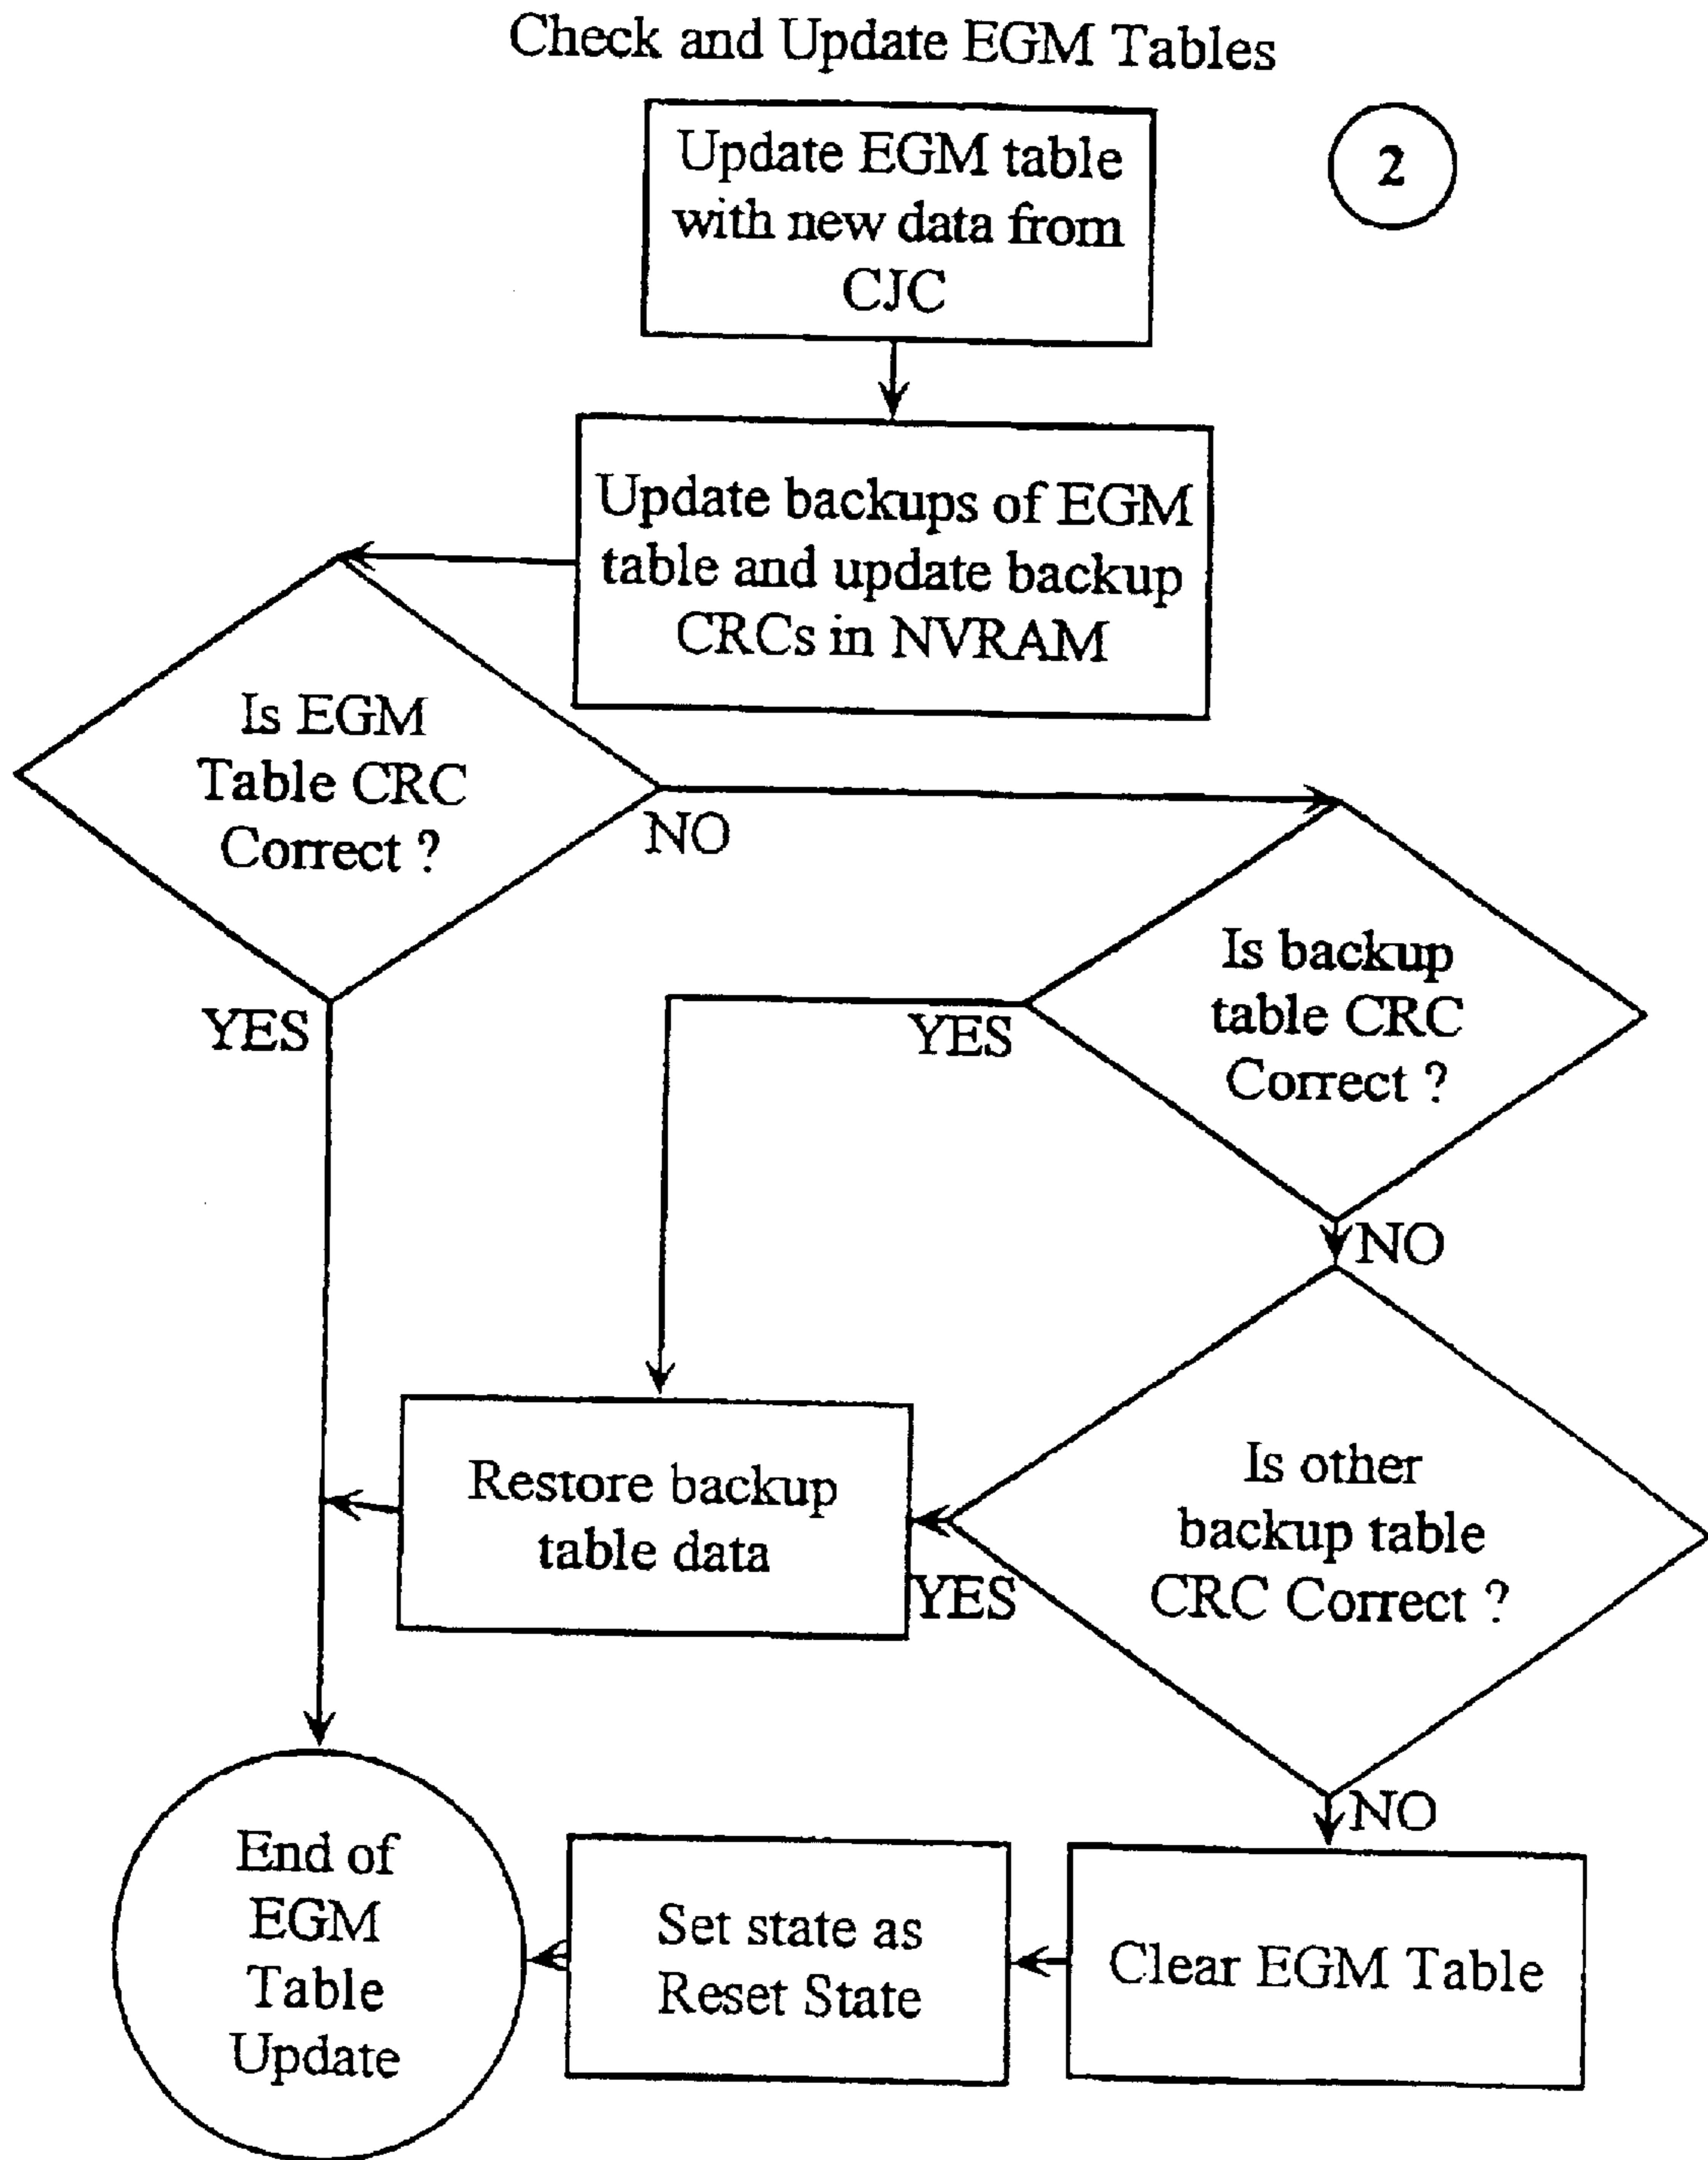 Check and Update EGM Tables
Update EGM table
with new data from
CJC
2
Update backups of EGM
table and update backup
CRCs in NVRAM
Is EGM
Table CRC
Correct ?
NO
YES
Is backup
table CRC
Correct ?
YES
NO
Is other
backup table
CRC Correct ?
YES
NO
Restore backup
table data
Clear EGM Table
Set state as
Reset State
End of
EGM
Table
Update